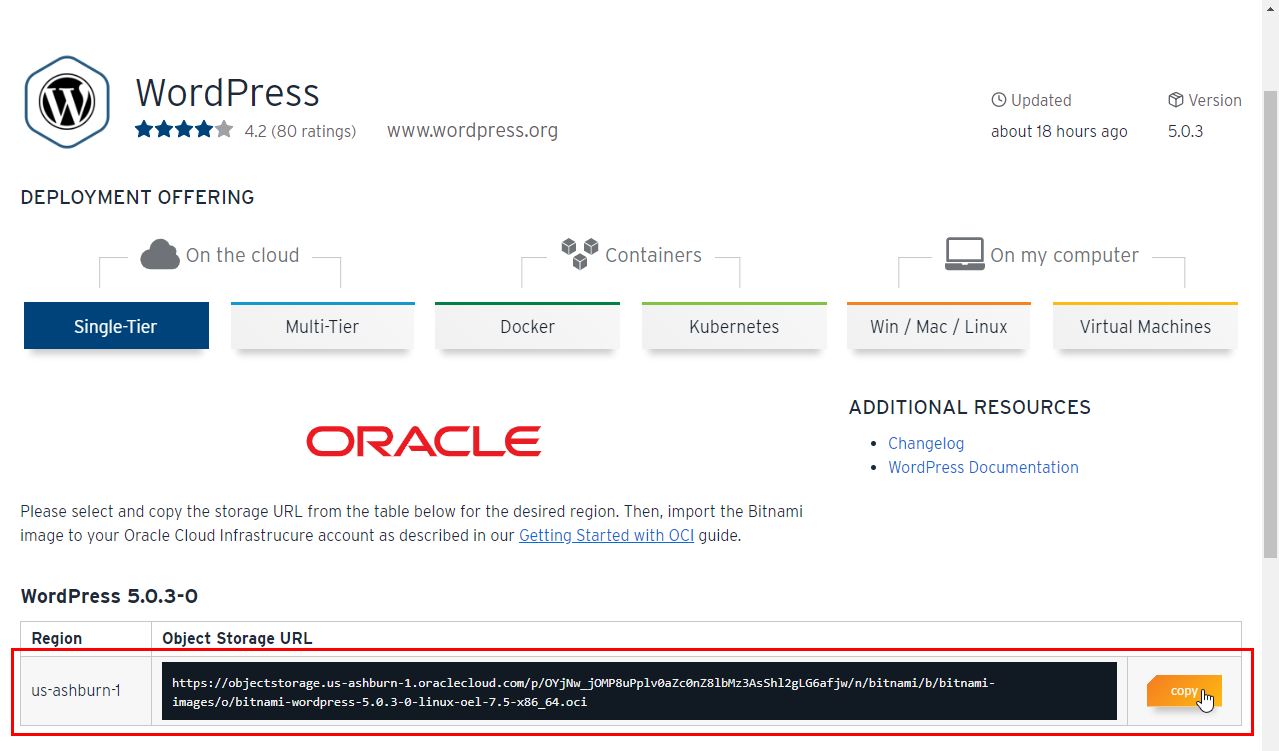 WordPress
4.2 (80 ratings)
www.wordpress.org
Updated
about 18 hours ago
Version
5.0.3
DEPLOYMENT OFFERING
On the cloud
Containers
On my computer
Single-Tier
Multi-Tier
Docker
Kubernetes
Win / Mac / Linux
Virtual Machines
ORACLE
Please select and copy the storage URL from the table below for the desired region. Then, import the Bitnami
image to your Oracle Cloud Infrastrucure account as described in our Getting Started with OCI guide.
ADDITIONAL RESOURCES
Changelog
WordPress Documentation
WordPress 5.0.3-0
Region
Object Storage URL
us-ashburn-1
https://objectstorage.us-ashburn-1.oraclecloud.com/p/OYjNw_jOMP8uPplv0aZc0nZ8lbMz3AsShl2gLG6afjw/n/bitnami/b/bitnami-
images/o/bitnami-wordpress-5.0.3-0-linux-oel-7.5-x86_64.oci
copy